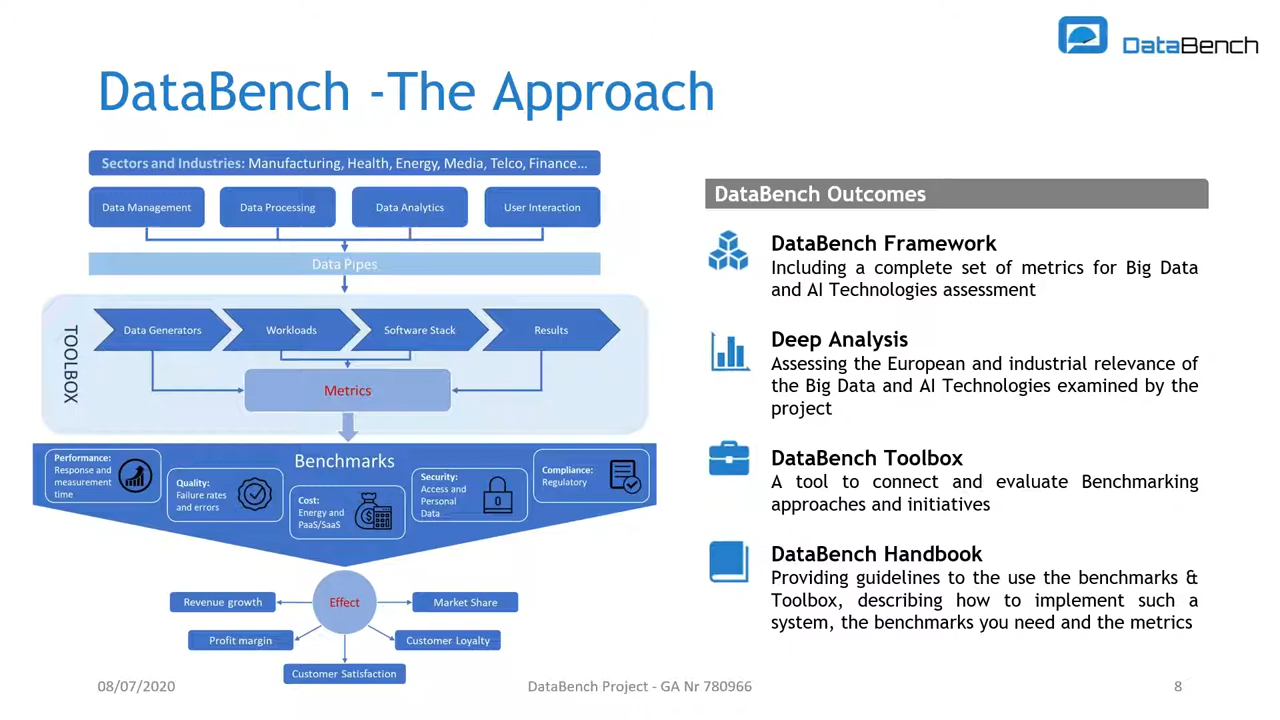 DataBench
DataBench -The Approach
Sectors and Industries: Manufacturing, Health, Energy, Media, Telco, Finance...
Data Management
Data Processing
Data Analytics
User Interaction
Data Pipes
TOOLBOX
Data Generators
Workloads
Software Stack
Results
Metrics
Benchmarks
Performance:
Response and
measurement
time
Quality:
Failure rates
and errors
Cost:
Energy and
PaaS/SaaS
Security:
Access and
Personal
Data
Compliance:
Regulatory
Effect
Revenue growth
Market Share
Profit margin
Customer Loyalty
Customer Satisfaction
DataBench Outcomes
DataBench Framework
Including a complete set of metrics for Big Data
and AI Technologies assessment
Deep Analysis
Assessing the European and industrial relevance of
the Big Data and AI Technologies examined by the
project
DataBench Toolbox
A tool to connect and evaluate Benchmarking
approaches and initiatives
DataBench Handbook
Providing guidelines to the use the benchmarks &
Toolbox, describing how to implement such a
system, the benchmarks you need and the metrics
08/07/2020
DataBench Project - GA Nr 780966
8